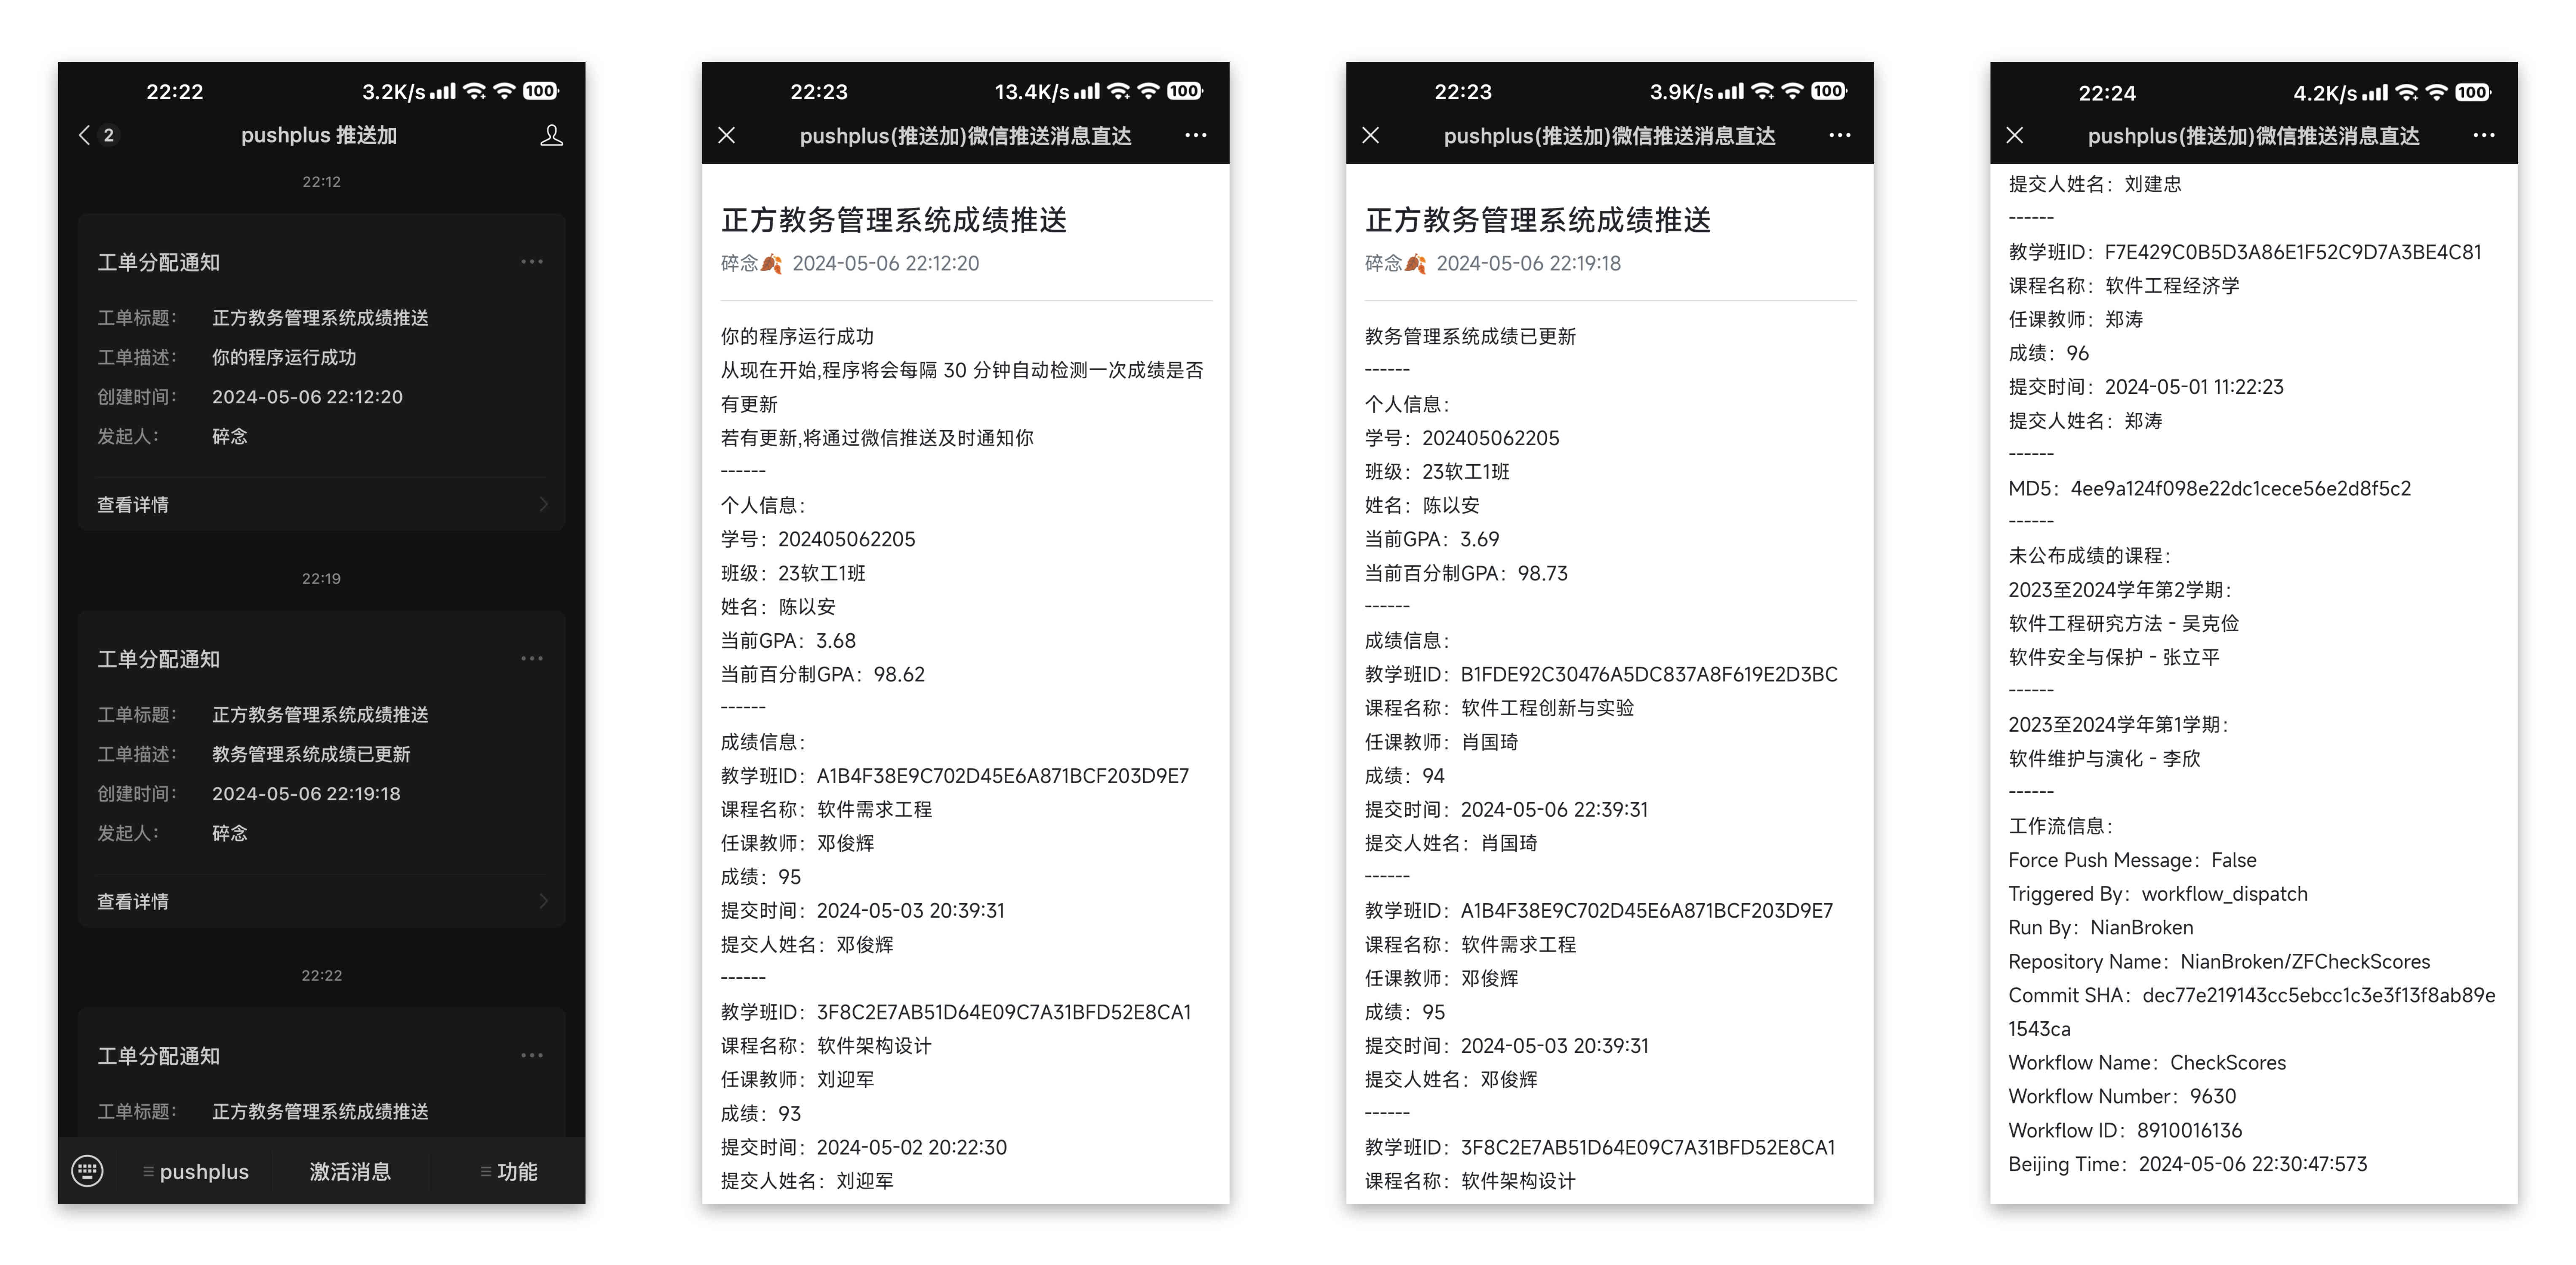 22:22
3.2K/s
100
2
pushplus 推送加
22:12
工单分配通知
工单标题： 正方教务管理系统成绩推送
工单描述： 你的程序运行成功
创建时间： 2024-05-06 22:12:20
发起人： 碎念
查看详情
22:19
工单分配通知
工单标题： 正方教务管理系统成绩推送
工单描述： 教务管理系统成绩已更新
创建时间： 2024-05-06 22:19:18
发起人： 碎念
查看详情
22:22
工单分配通知
工单标题： 正方教务管理系统成绩推送
pushplus
激活消息
功能
22:23
13.4K/s
100
pushplus(推送加)微信推送消息直达
正方教务管理系统成绩推送
碎念🍂 2024-05-06 22:12:20
你的程序运行成功
从现在开始,程序将会每隔 30 分钟自动检测一次成绩是否
有更新
若有更新,将通过微信推送及时通知你
------
个人信息：
学号：202405062205
班级：23软工1班
姓名：陈以安
当前GPA：3.68
当前百分制GPA：98.62
------
成绩信息：
教学班ID：A1B4F38E9C702D45E6A871BCF203D9E7
课程名称：软件需求工程
任课教师：邓俊辉
成绩：95
提交时间：2024-05-03 20:39:31
提交人姓名：邓俊辉
------
教学班ID：3F8C2E7AB51D64E09C7A31BFD52E8CA1
课程名称：软件架构设计
任课教师：刘迎军
成绩：93
提交时间：2024-05-02 20:22:30
提交人姓名：刘迎军
22:23
3.9K/s
100
pushplus(推送加)微信推送消息直达
正方教务管理系统成绩推送
碎念🍂 2024-05-06 22:19:18
教务管理系统成绩已更新
------
个人信息：
学号：202405062205
班级：23软工1班
姓名：陈以安
当前GPA：3.69
当前百分制GPA：98.73
------
成绩信息：
教学班ID：B1FDE92C30476A5DC837A8F619E2D3BC
课程名称：软件工程创新与实验
任课教师：肖国琦
成绩：94
提交时间：2024-05-06 22:39:31
提交人姓名：肖国琦
------
教学班ID：A1B4F38E9C702D45E6A871BCF203D9E7
课程名称：软件需求工程
任课教师：邓俊辉
成绩：95
提交时间：2024-05-03 20:39:31
提交人姓名：邓俊辉
------
教学班ID：3F8C2E7AB51D64E09C7A31BFD52E8CA1
课程名称：软件架构设计
22:24
4.2K/s
100
pushplus(推送加)微信推送消息直达
提交人姓名：刘建忠
------
教学班ID：F7E429C0B5D3A86E1F52C9D7A3BE4C81
课程名称：软件工程经济学
任课教师：郑涛
成绩：96
提交时间：2024-05-01 11:22:23
提交人姓名：郑涛
------
MD5：4ee9a124f098e22dc1cece56e2d8f5c2
------
未公布成绩的课程：
2023至2024学年第2学期：
软件工程研究方法 - 吴克俭
软件安全与保护 - 张立平
------
2023至2024学年第1学期：
软件维护与演化 - 李欣
------
工作流信息：
Force Push Message：False
Triggered By：workflow_dispatch
Run By：NianBroken
Repository Name：NianBroken/ZFCheckScores
Commit SHA：dec77e219143cc5ebcc1c3e3f13f8ab89e
1543ca
Workflow Name：CheckScores
Workflow Number：9630
Workflow ID：8910016136
Beijing Time：2024-05-06 22:30:47:573